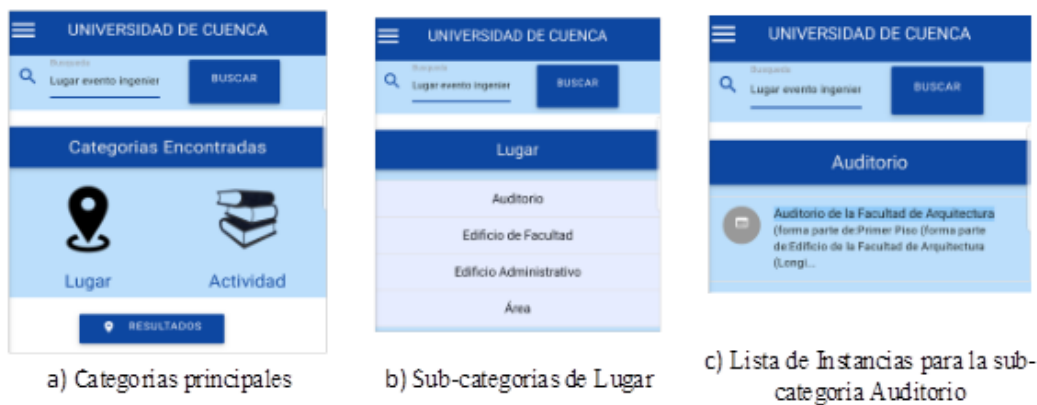 UNIVERSIDAD DE CUENCA
Busqueda
Lugar evento ingenier
BUSCAR
Categorias Encontradas
Lugar
Actividad
RESULTADOS
a) Categorias principales
UNIVERSIDAD DE CUENCA
Busqueda
Lugar evento ingenier
BUSCAR
Lugar
Auditorio
Edificio de Facultad
Edificio Administrativo
Área
b) Sub-categorias de Lugar
UNIVERSIDAD DE CUENCA
Busqueda
Lugar evento ingenier
BUSCAR
Auditorio
Auditorio de la Facultad de Arquitectura
(forma parte de:Primer Piso (forma parte
de:Edificio de la Facultad de Arquitectura
(Longi...
c) Lista de Instancias para la sub-
categoria Auditorio